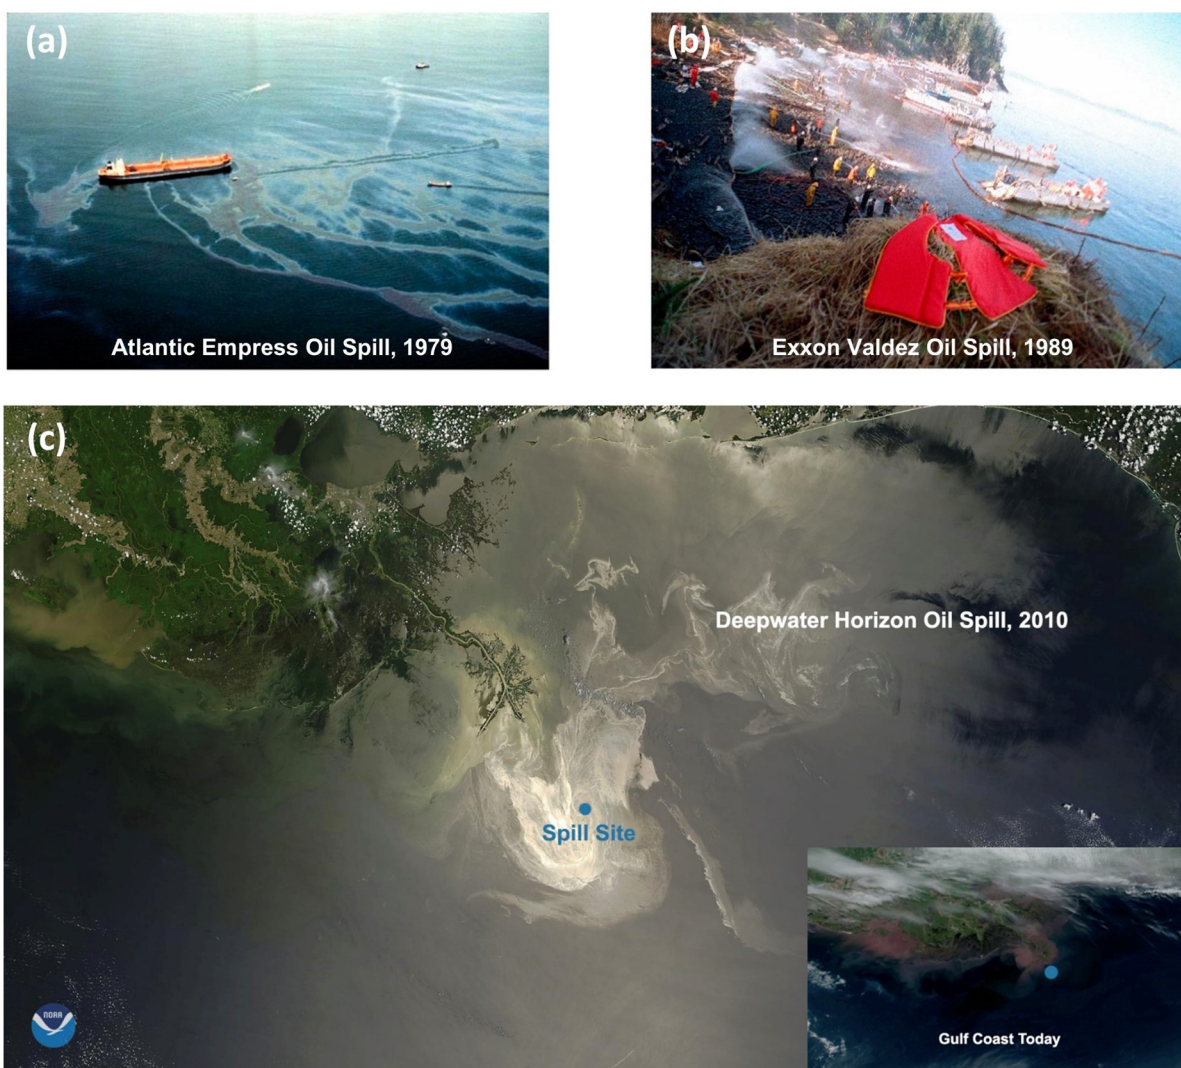 (a)
Atlantic Empress Oil Spill, 1979
(b)
Exxon Valdez Oil Spill, 1989
(c)
Deepwater Horizon Oil Spill, 2010
Spill Site
NOAA
Gulf Coast Today